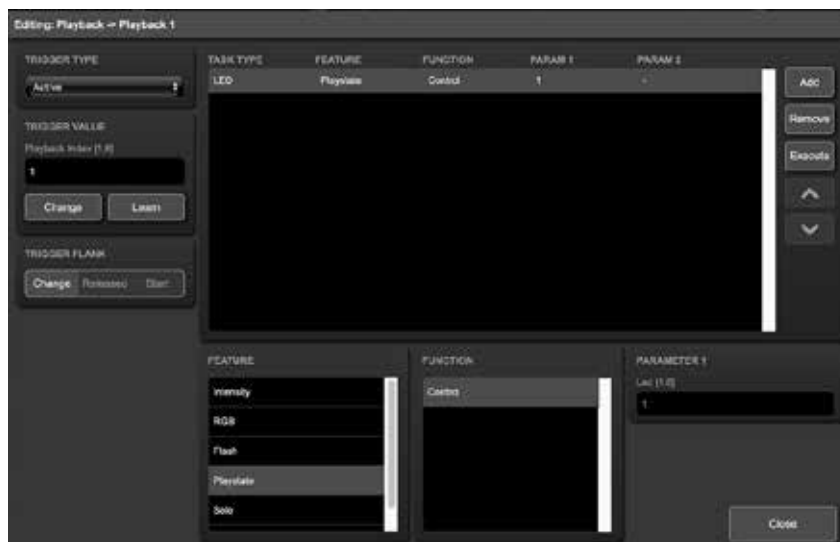 Editing: Playback -> Playback 1
TRIGGER TYPE
Active
TRIGGER VALUE
Playback Index [1,8]
1
Change Learn
TRIGGER FLANK
Change Released Start
TASK TYPE FEATURE FUNCTION PARAM 1 PARAM 2
LED Playstate Control 1 -
Add
Remove
Execute
FEATURE
Intensity
RGB
Flash
Playstate
Solo
FUNCTION
Control
PARAMETER 1
Led [1,8]
1
Close